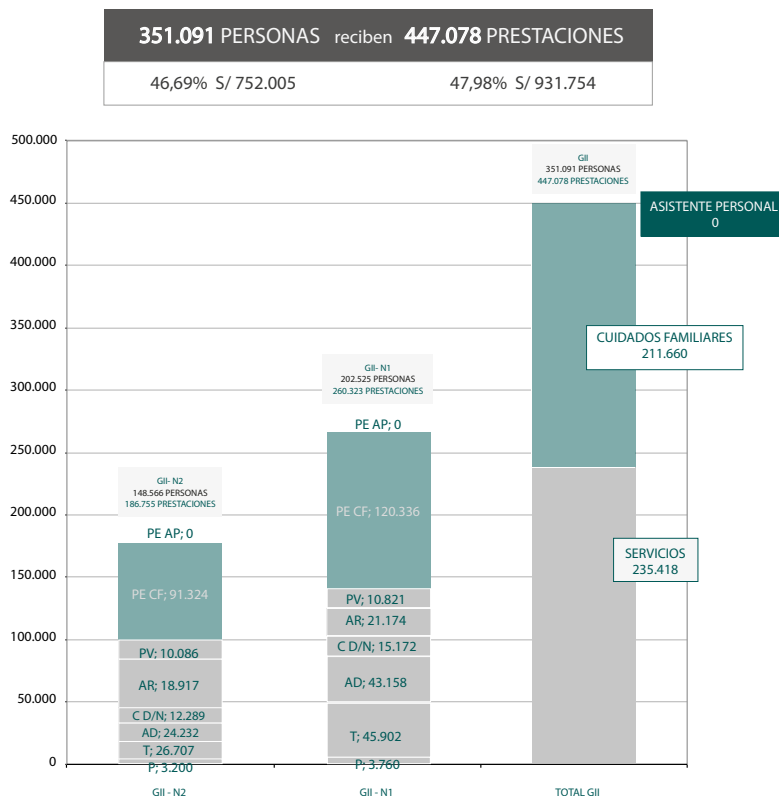 351.091 PERSONAS reciben 447.078 PRESTACIONES
46,69% S/ 752.005 47,98% S/ 931.754
500.000
450.000
400.000
350.000
300.000
250.000
200.000
150.000
100.000
50.000
0
GII- N2
148.566 PERSONAS
186.755 PRESTACIONES
PE AP; 0
PE CF; 91.324
PV; 10.086
AR; 18.917
C D/N; 12.289
AD; 24.232
T; 26.707
P; 3.200
GII- N1
202.525 PERSONAS
260.323 PRESTACIONES
PE AP; 0
PE CF; 120.336
PV; 10.821
AR; 21.174
C D/N; 15.172
AD; 43.158
T; 45.902
P; 3.760
GII
351.091 PERSONAS
447.078 PRESTACIONES
ASISTENTE PERSONAL
0
CUIDADOS FAMILIARES
211.660
SERVICIOS
235.418
GII - N2
GII - N1
TOTAL GII